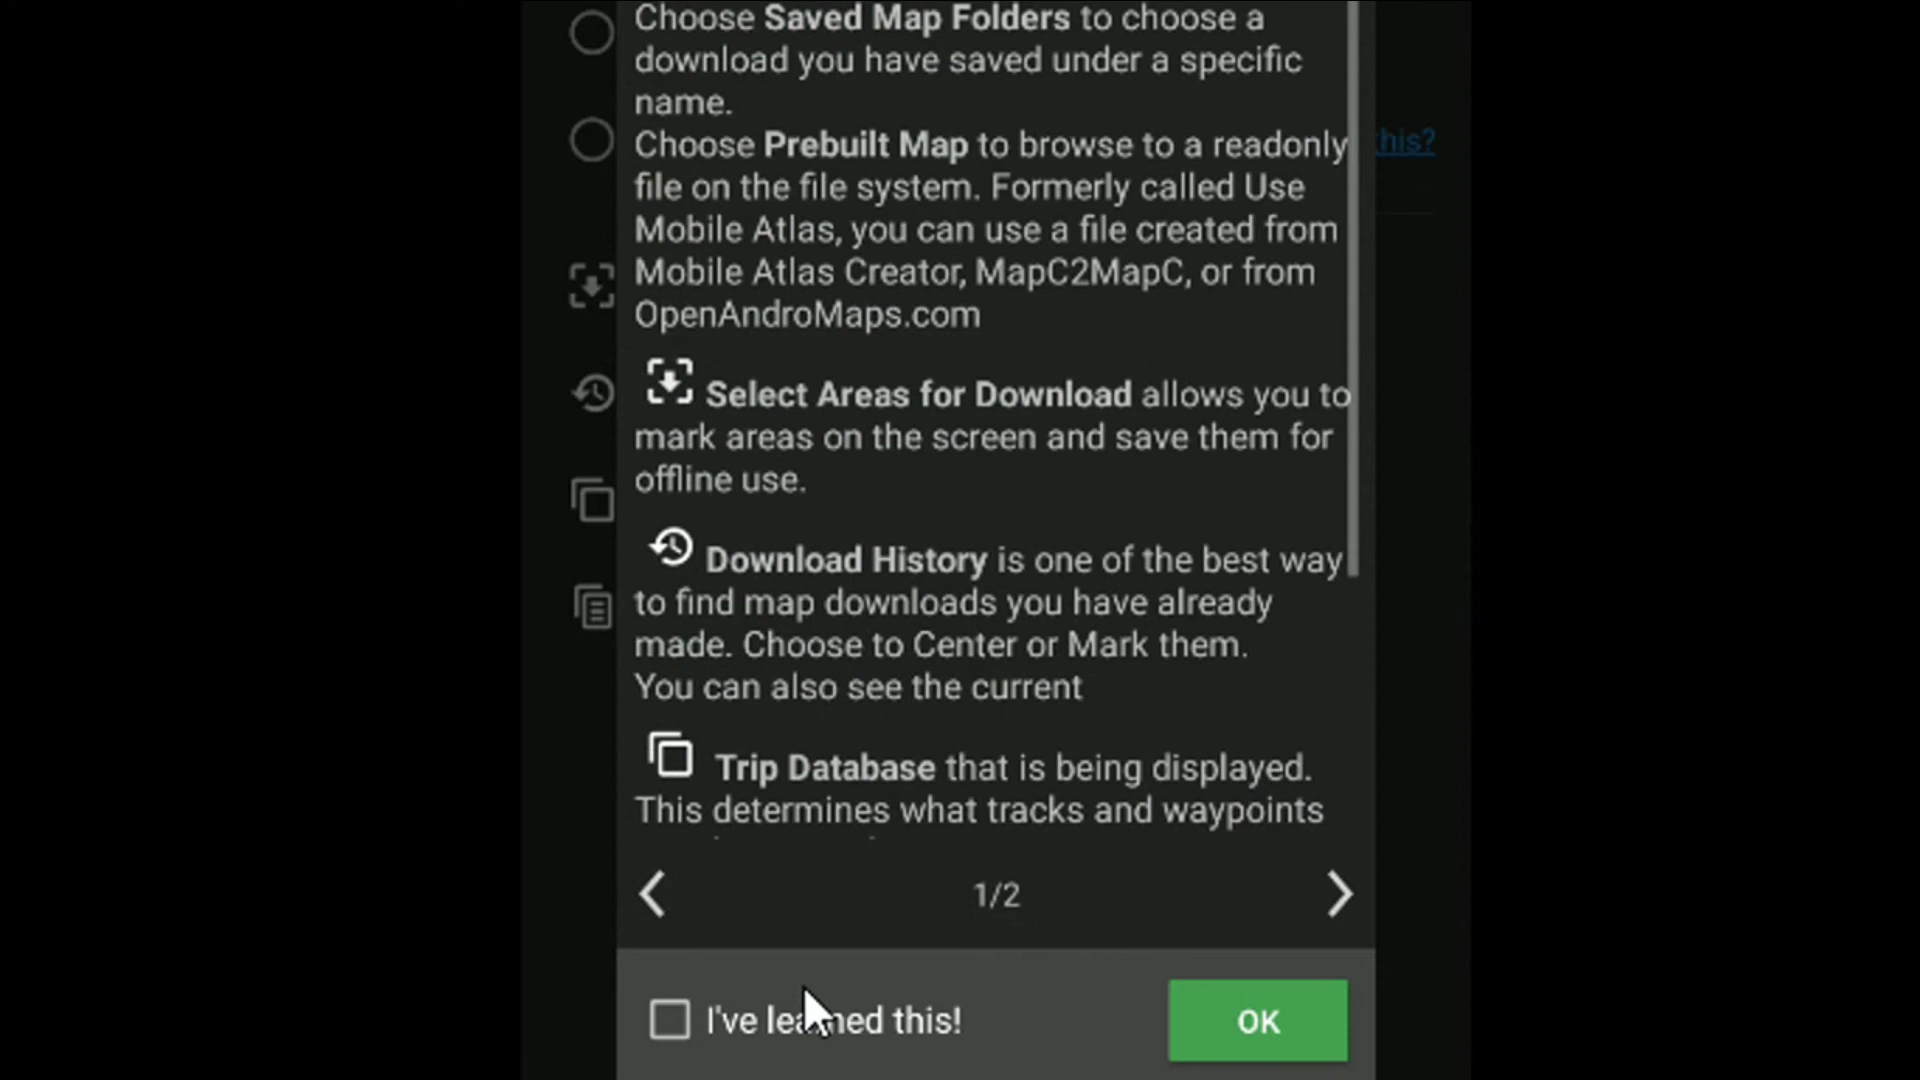 Choose Saved Map Folders to choose a
download you have saved under a specific
name.
Choose Prebuilt Map to browse to a readonly
this?
file on the file system. Formerly called Use
Mobile Atlas, you can use a file created from
Mobile Atlas Creator, MapC2MapC, or from
OpenAndroMaps.com
Select Areas for Download allows you to
mark areas on the screen and save them for
offline use.
Download History is one of the best way
to find map downloads you have already
made. Choose to Center or Mark them.
You can also see the current
Trip Database that is being displayed.
This determines what tracks and waypoints
1/2
I've learned this!
OK